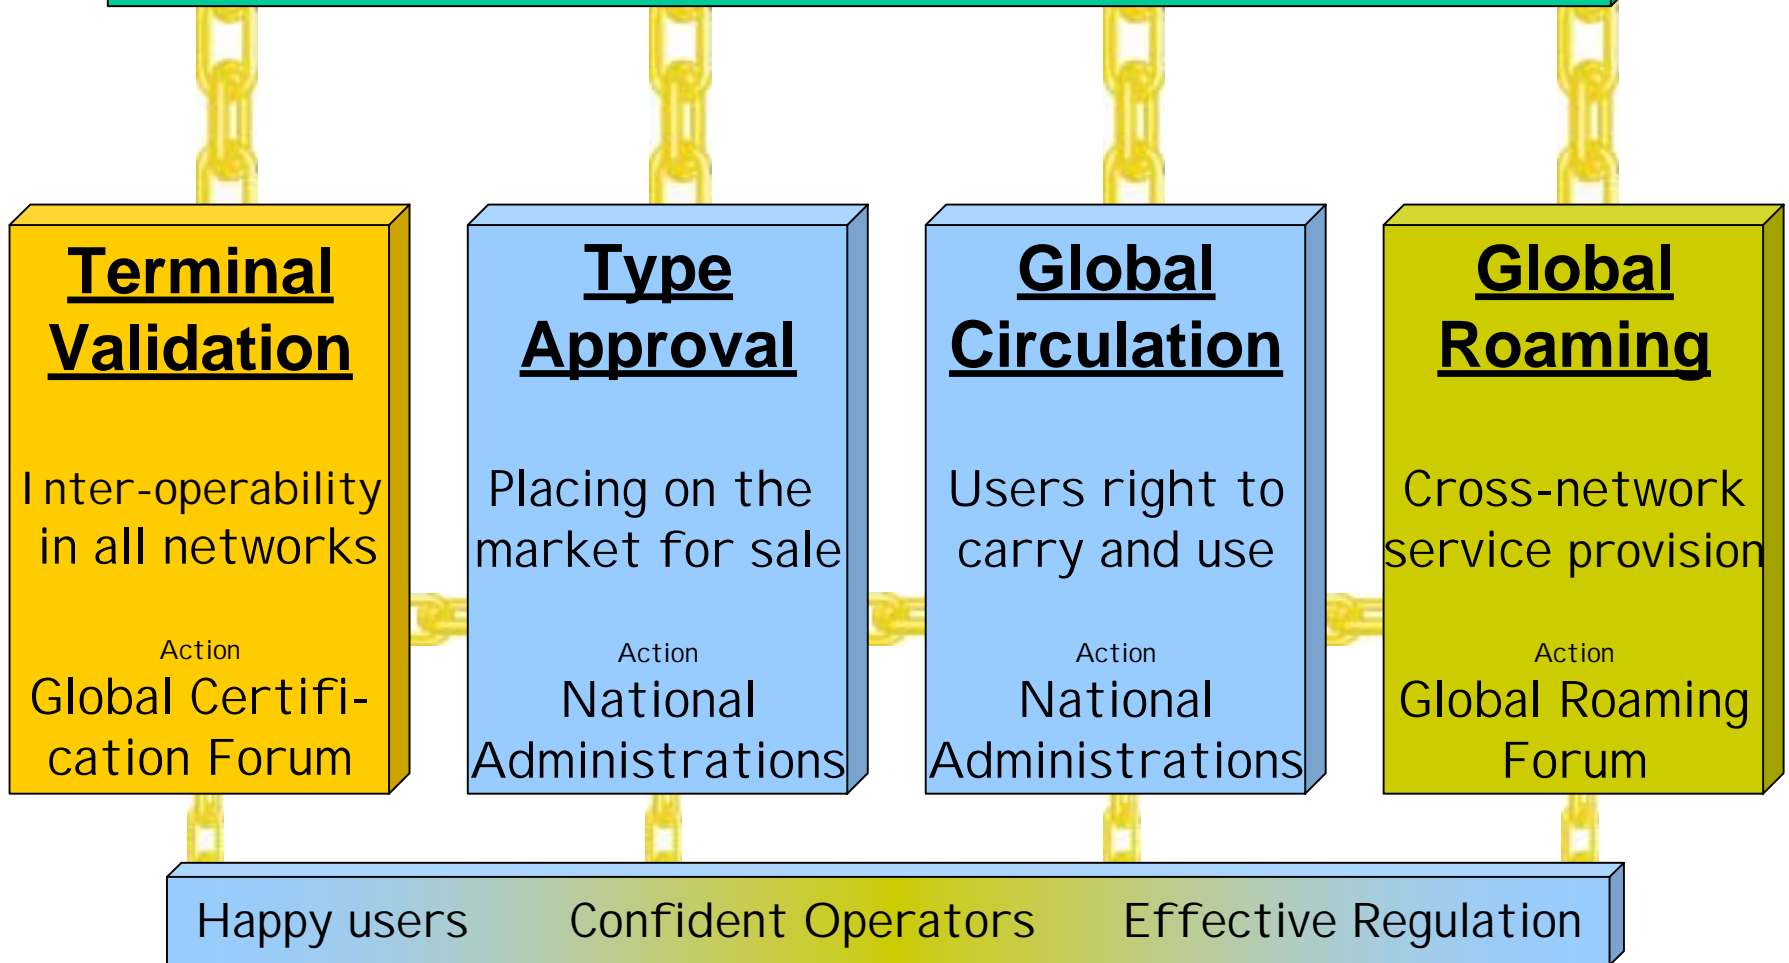 Terminal
Validation
Inter-operability
in all networks
Action
Global Certifi-
cation Forum
Type
Approval
Placing on the
market for sale
Action
National
Administrations
Global
Circulation
Users right to
carry and use
Action
National
Administrations
Global
Roaming
Cross-network
service provision
Action
Global Roaming
Forum
Happy users Confident Operators Effective Regulation